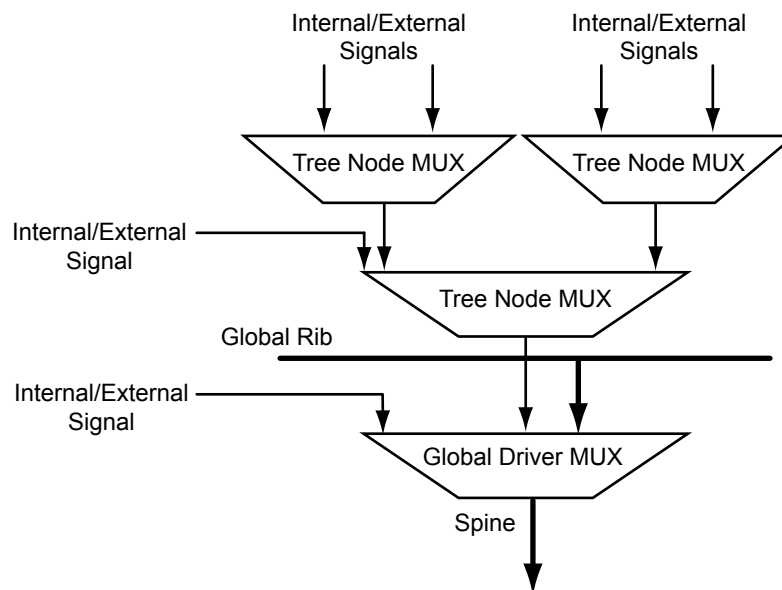 Internal/External
Signals
Internal/External
Signals
Tree Node MUX
Tree Node MUX
Internal/External
Signal
Tree Node MUX
Global Rib
Internal/External
Signal
Global Driver MUX
Spine